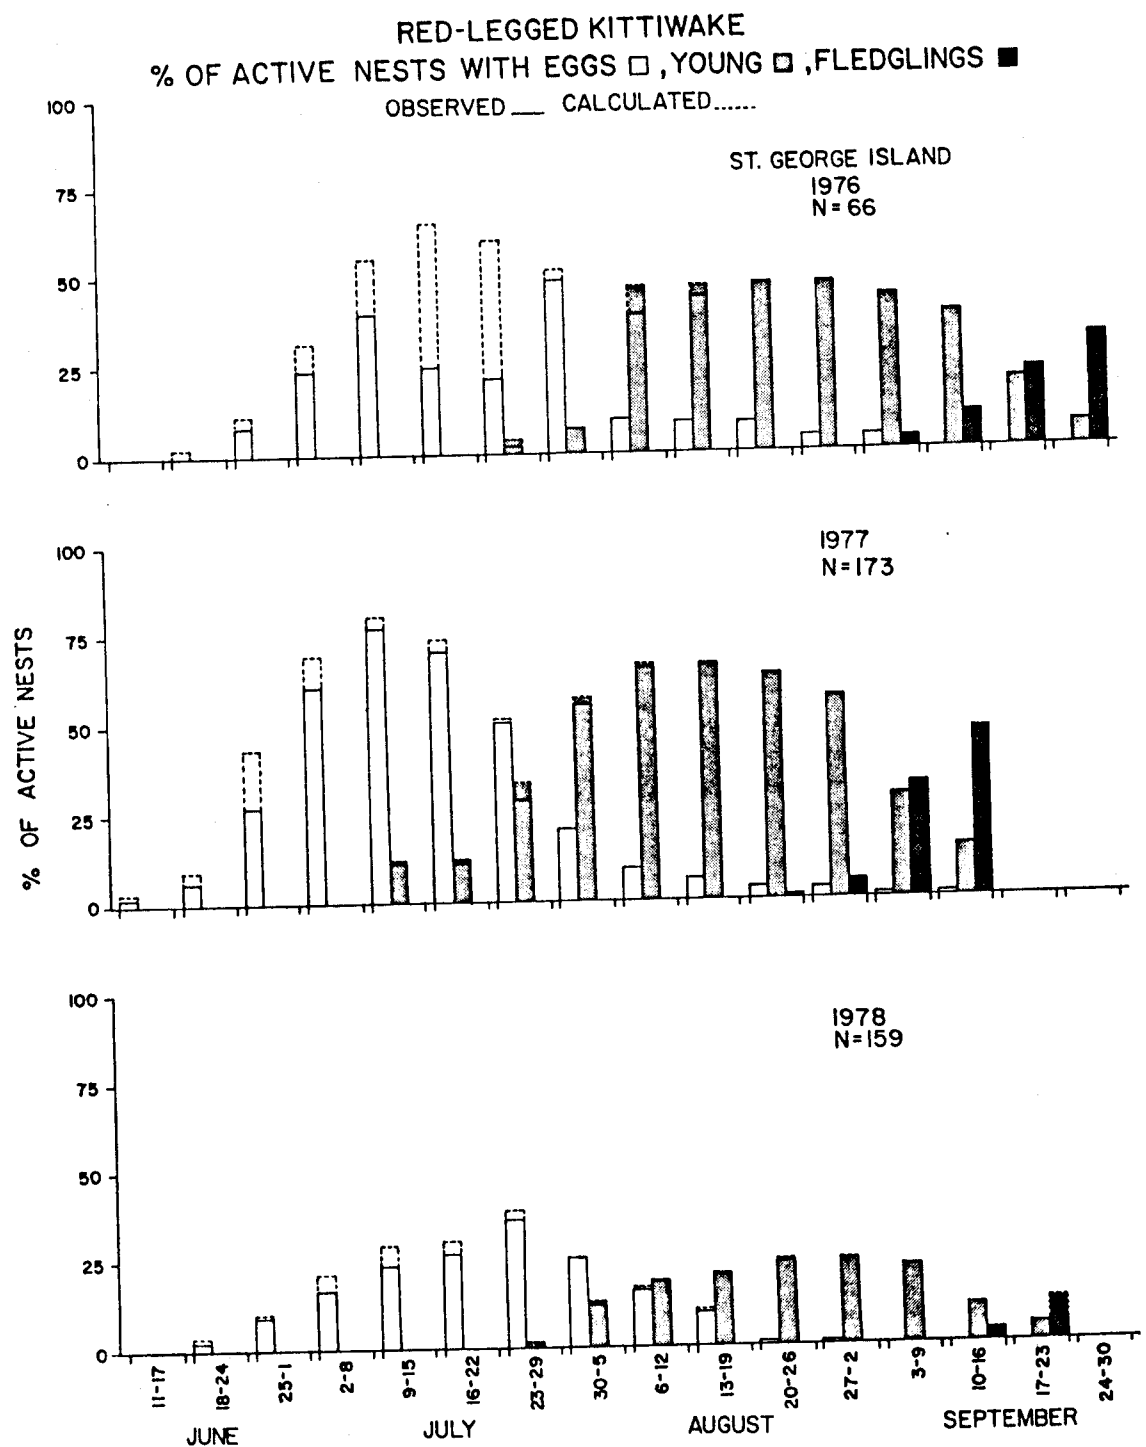 RED-LEGGED KITTIWAKE
% OF ACTIVE NESTS WITH EGGS □, YOUNG ▒, FLEDGLINGS ■
OBSERVED ___ CALCULATED......
ST. GEORGE ISLAND
1976
N=66
100
75
50
25
0
1977
N=173
100
75
50
25
0
% OF ACTIVE NESTS
1978
N=159
100
75
50
25
0
11-17
18-24
25-1
2-8
9-15
16-22
23-29
30-5
6-12
13-19
20-26
27-2
3-9
10-16
17-23
24-30
JUNE
JULY
AUGUST
SEPTEMBER